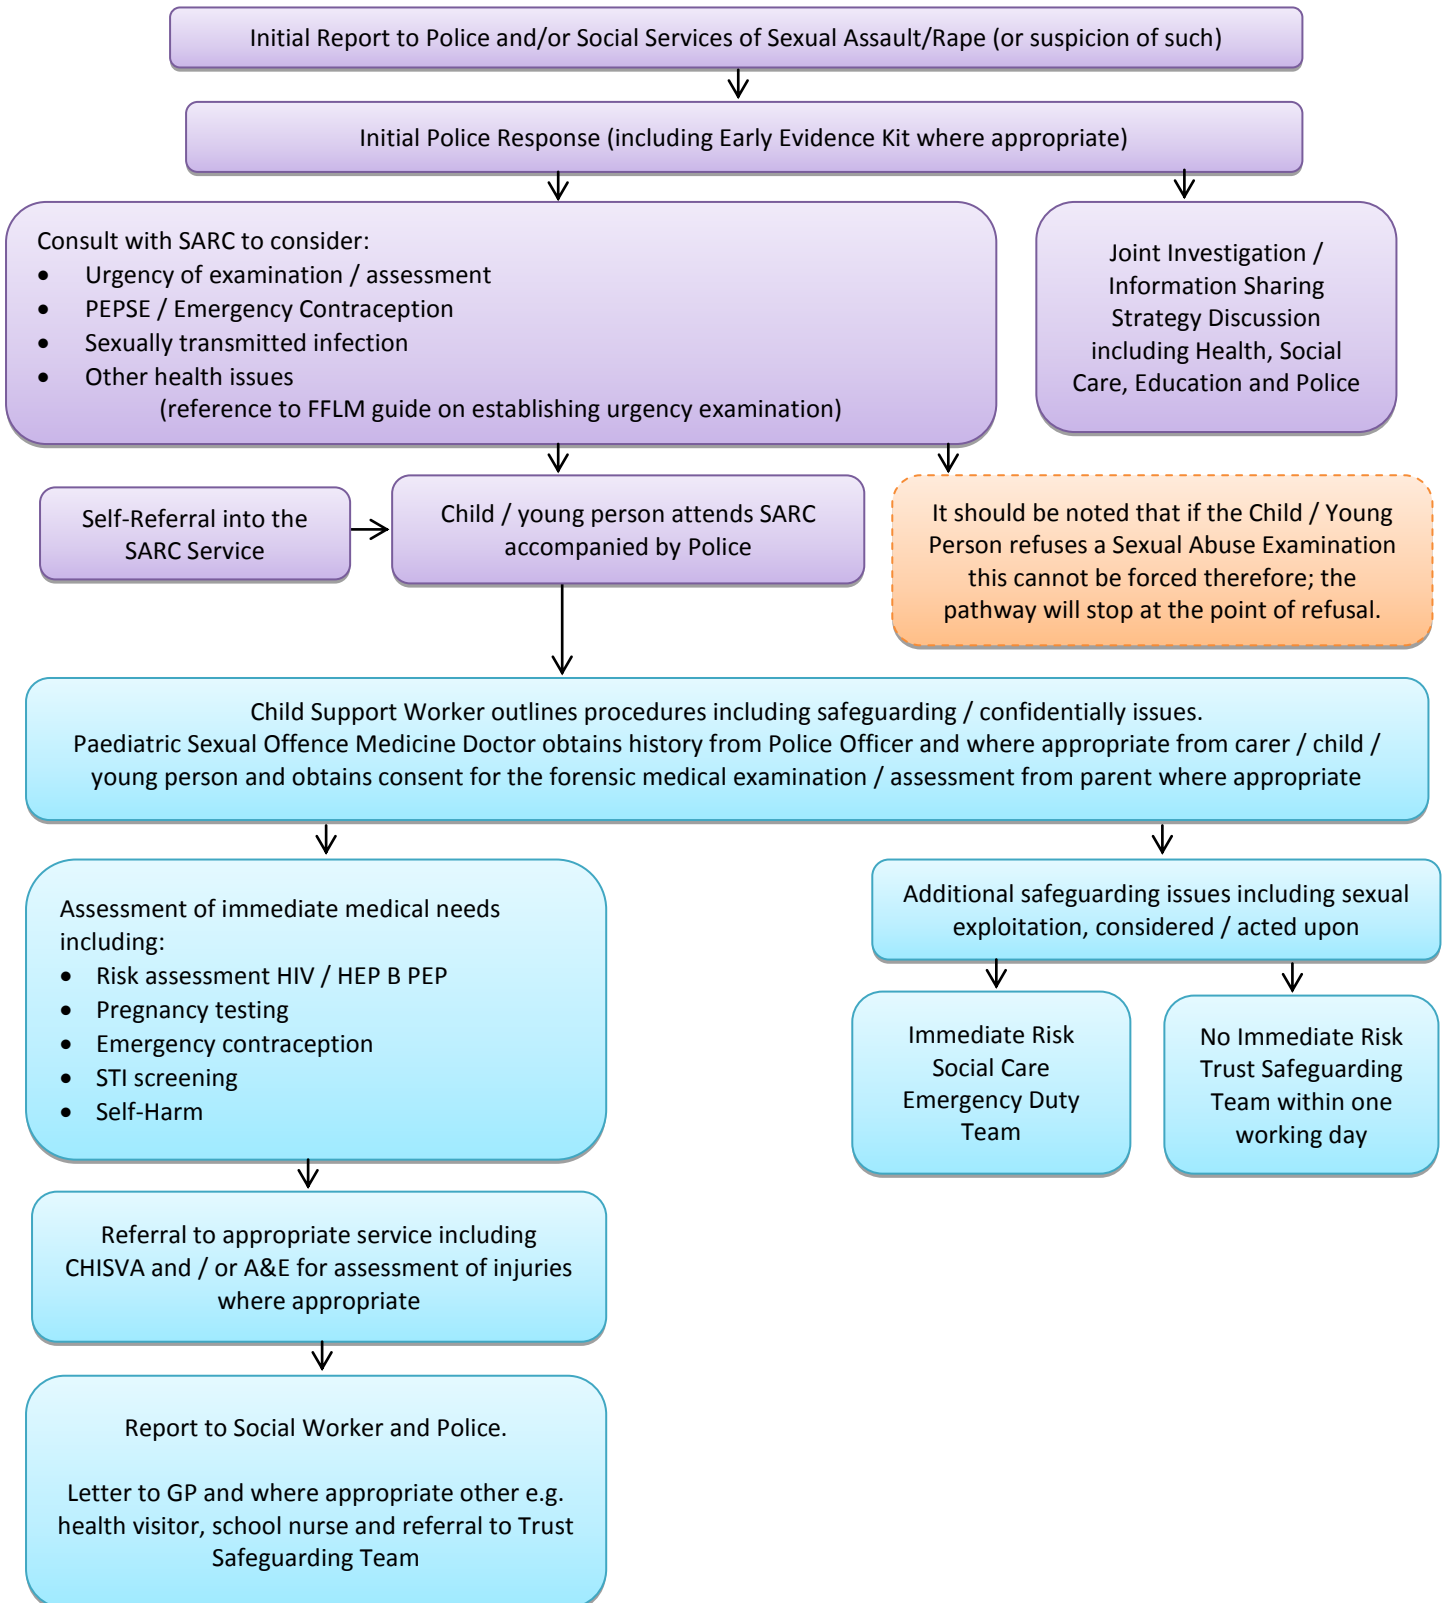 Initial Report to Police and/or Social Services of Sexual Assault/Rape (or suspicion of such)
Initial Police Response (including Early Evidence Kit where appropriate)
Consult with SARC to consider:
• Urgency of examination / assessment
• PEPSE / Emergency Contraception
• Sexually transmitted infection
• Other health issues
(reference to FFLM guide on establishing urgency examination)
Joint Investigation /
Information Sharing
Strategy Discussion
including Health, Social
Care, Education and Police
Self-Referral into the
SARC Service
Child / young person attends SARC
accompanied by Police
It should be noted that if the Child / Young
Person refuses a Sexual Abuse Examination
this cannot be forced therefore; the
pathway will stop at the point of refusal.
Child Support Worker outlines procedures including safeguarding / confidentially issues.
Paediatric Sexual Offence Medicine Doctor obtains history from Police Officer and where appropriate from carer / child /
young person and obtains consent for the forensic medical examination / assessment from parent where appropriate
Assessment of immediate medical needs
including:
• Risk assessment HIV / HEP B PEP
• Pregnancy testing
• Emergency contraception
• STI screening
• Self-Harm
Additional safeguarding issues including sexual
exploitation, considered / acted upon
Immediate Risk
Social Care
Emergency Duty
Team
No Immediate Risk
Trust Safeguarding
Team within one
working day
Referral to appropriate service including
CHISVA and / or A&E for assessment of injuries
where appropriate
Report to Social Worker and Police.
Letter to GP and where appropriate other e.g.
health visitor, school nurse and referral to Trust
Safeguarding Team